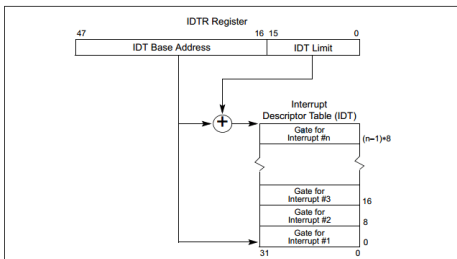 IDTR Register
47 16 15 0
IDT Base Address IDT Limit
+
Interrupt
Descriptor Table (IDT)
Gate for
Interrupt #n
(n−1)*8
Gate for
Interrupt #3
16
Gate for
Interrupt #2
8
Gate for
Interrupt #1
0
31 0